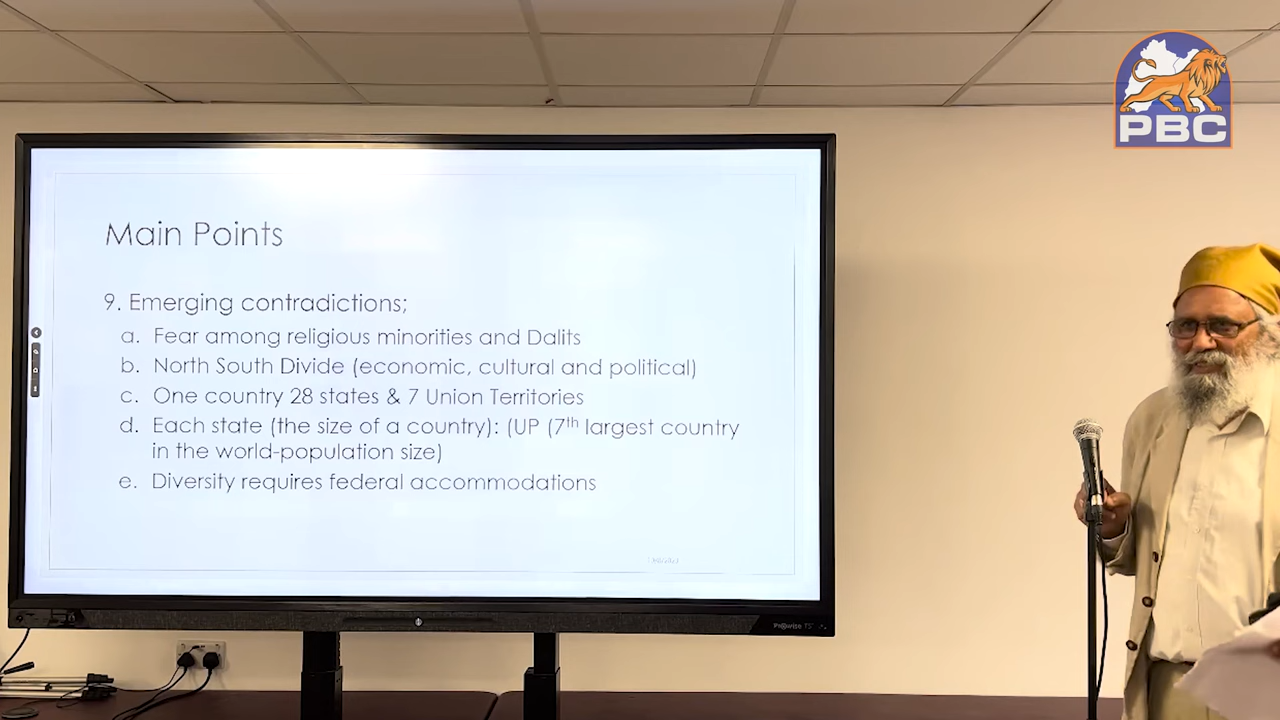 PBC
Main Points
9. Emerging contradictions;
a. Fear among religious minorities and Dalits
b. North South Divide (economic, cultural and political)
c. One country 28 states & 7 Union Territories
d. Each state (the size of a country): (UP (7th largest country
in the world-population size)
e. Diversity requires federal accommodations
Prowise